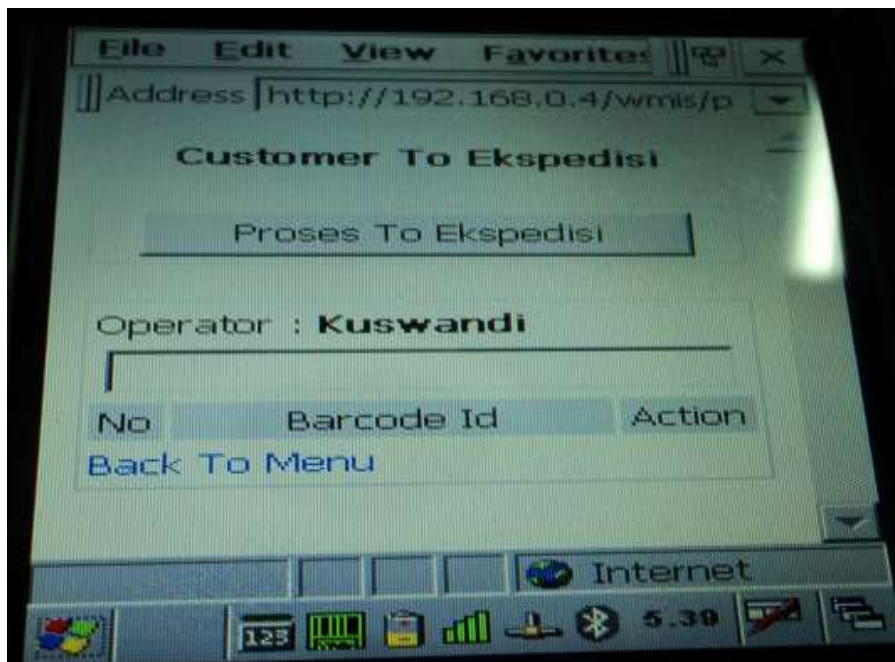 File Edit View Favorites
Address http://192.168.0.4/wmis/p
Customer To Ekspedisi
Proses To Ekspedisi
Operator : Kuswandi
No Barcode Id Action
Back To Menu
Internet
123 5.39